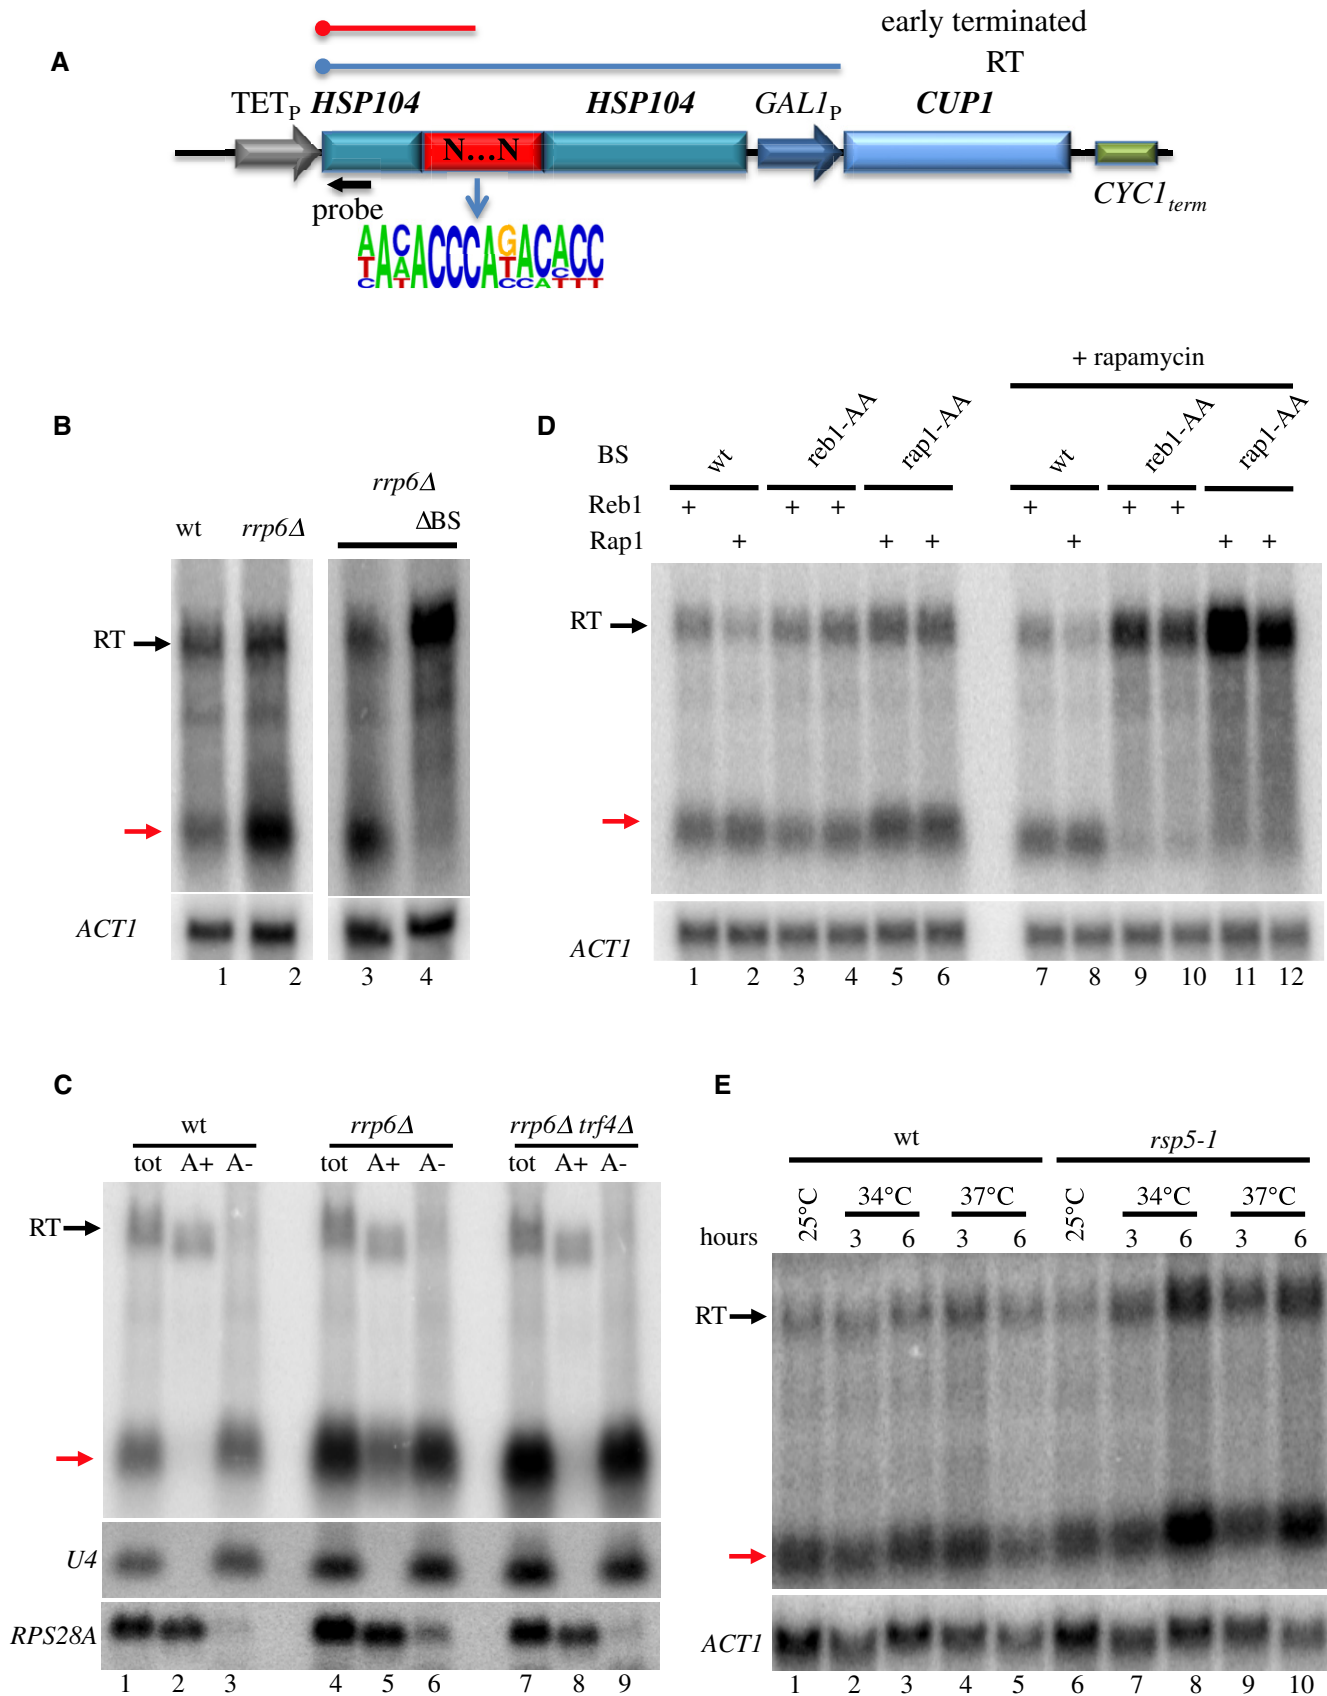 early terminated
A
RT
TETP HSP104 HSP104 GAL1P CUP1
N...N
probe
CYC1term
+ rapamycin
B
D
BS wt reb1-AA rap1-AA wt reb1-AA rap1-AA
rrp6Δ
wt rrp6Δ ΔBS
Reb1 + + + + + +
Rap1 + + + + + +
RT
RT
ACT1
ACT1
1 2 3 4
1 2 3 4 5 6 7 8 9 10 11 12
C
E
wt rrp6Δ rrp6Δ trf4Δ
tot A+ A- tot A+ A- tot A+ A-
wt rsp5-1
25°C 34°C 37°C 25°C 34°C 37°C
hours 3 6 3 6 3 6 3 6
RT
RT
U4
RPS28A
ACT1
1 2 3 4 5 6 7 8 9
1 2 3 4 5 6 7 8 9 10